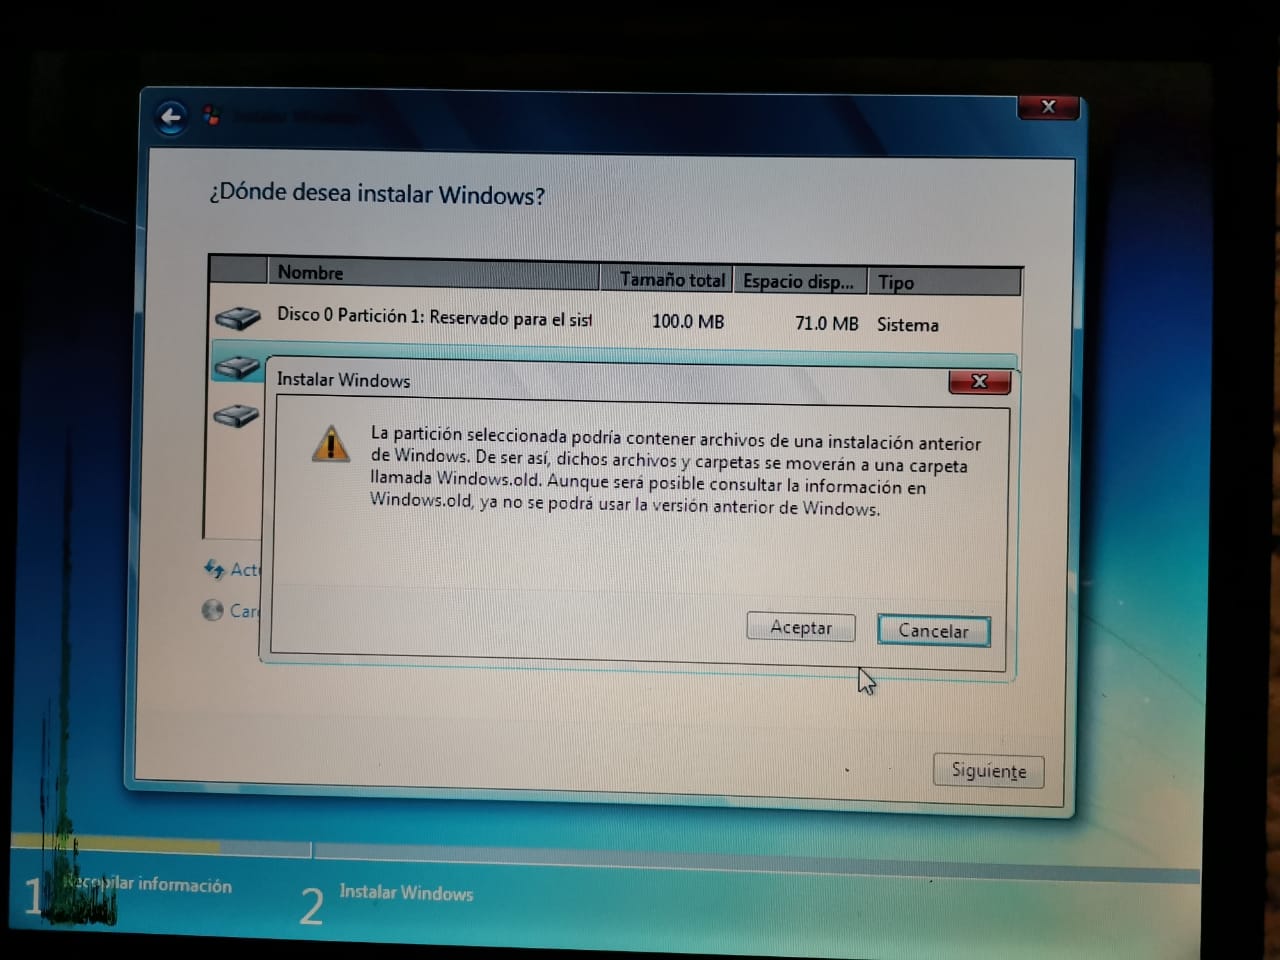 ¿Dónde desea instalar Windows?
Nombre Tamaño total Espacio disp... Tipo
Disco 0 Partición 1: Reservado para el sist 100.0 MB 71.0 MB Sistema
Instalar Windows
La partición seleccionada podría contener archivos de una instalación anterior
de Windows. De ser así, dichos archivos y carpetas se moverán a una carpeta
llamada Windows.old. Aunque será posible consultar la información en
Windows.old, ya no se podrá usar la versión anterior de Windows.
Act
Car
Aceptar Cancelar
Siguiente
1 Recopilar información
2 Instalar Windows